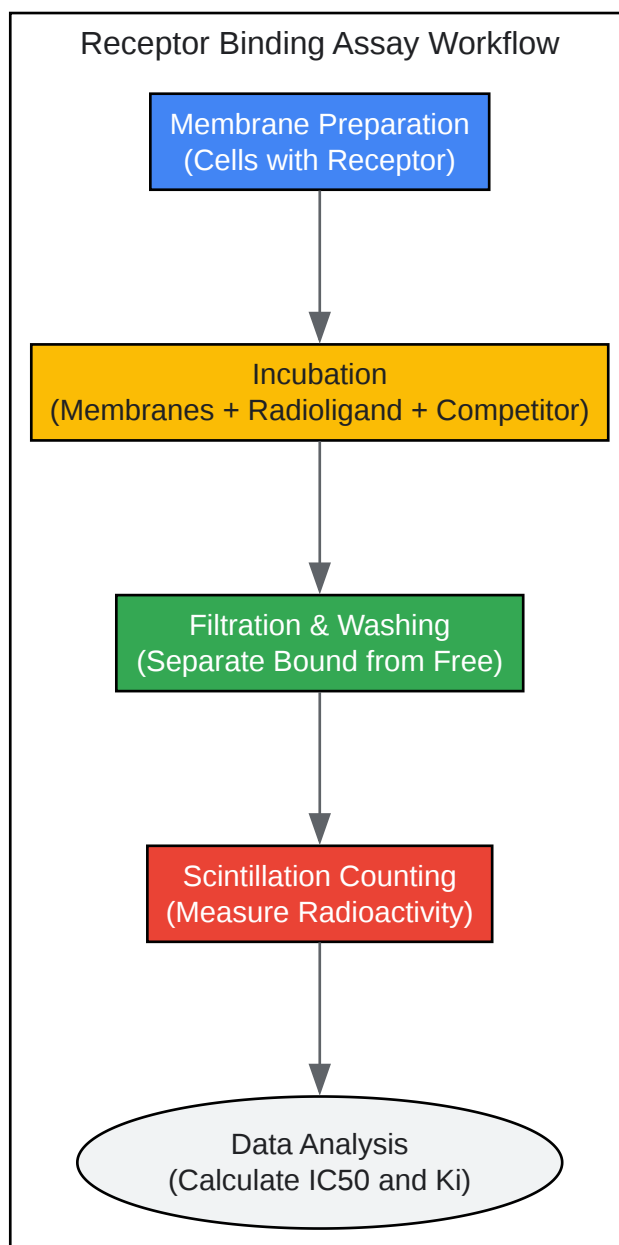 Receptor Binding Assay Workflow
Membrane Preparation
(Cells with Receptor)
Incubation
(Membranes + Radioligand + Competitor)
Filtration & Washing
(Separate Bound from Free)
Scintillation Counting
(Measure Radioactivity)
Data Analysis
(Calculate IC50 and Ki)